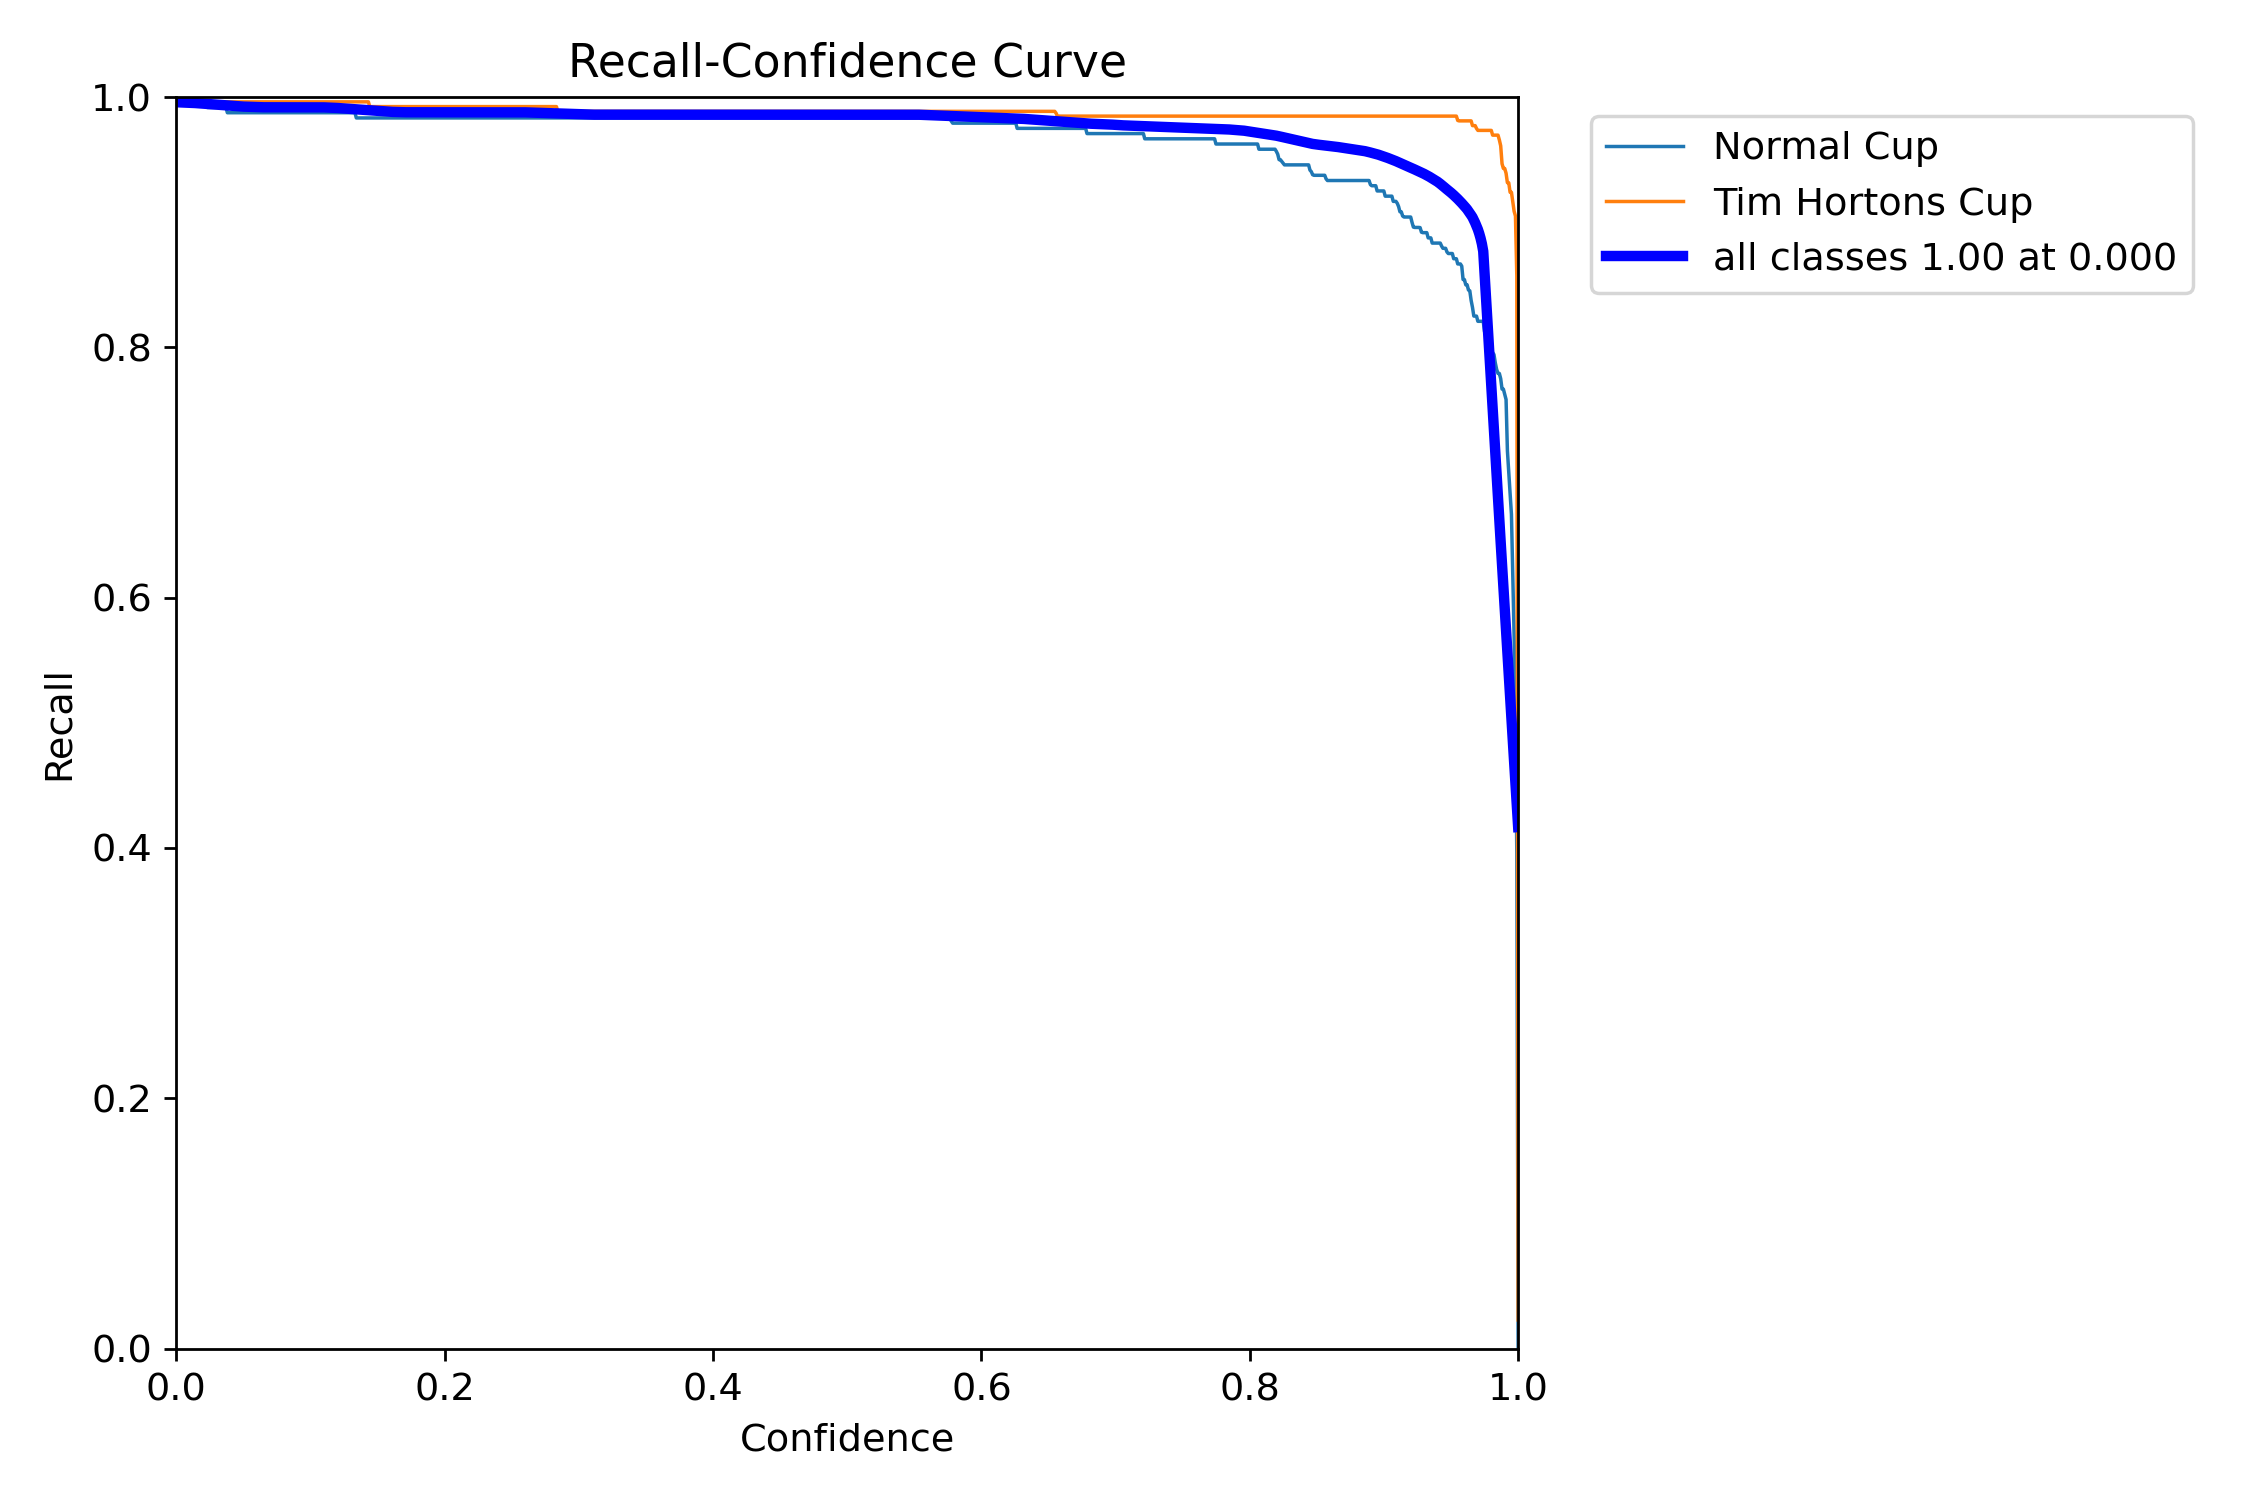 Recall-Confidence Curve
1.0
0.8
0.6
0.4
0.2
0.0
Recall
0.0 0.2 0.4 0.6 0.8 1.0
Confidence
Normal Cup
Tim Hortons Cup
all classes 1.00 at 0.000